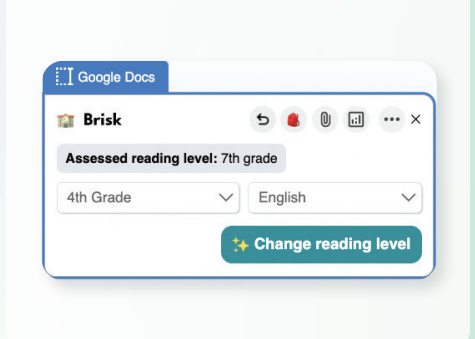 Google Docs
Brisk
Assessed reading level: 7th grade
4th Grade
English
Change reading level